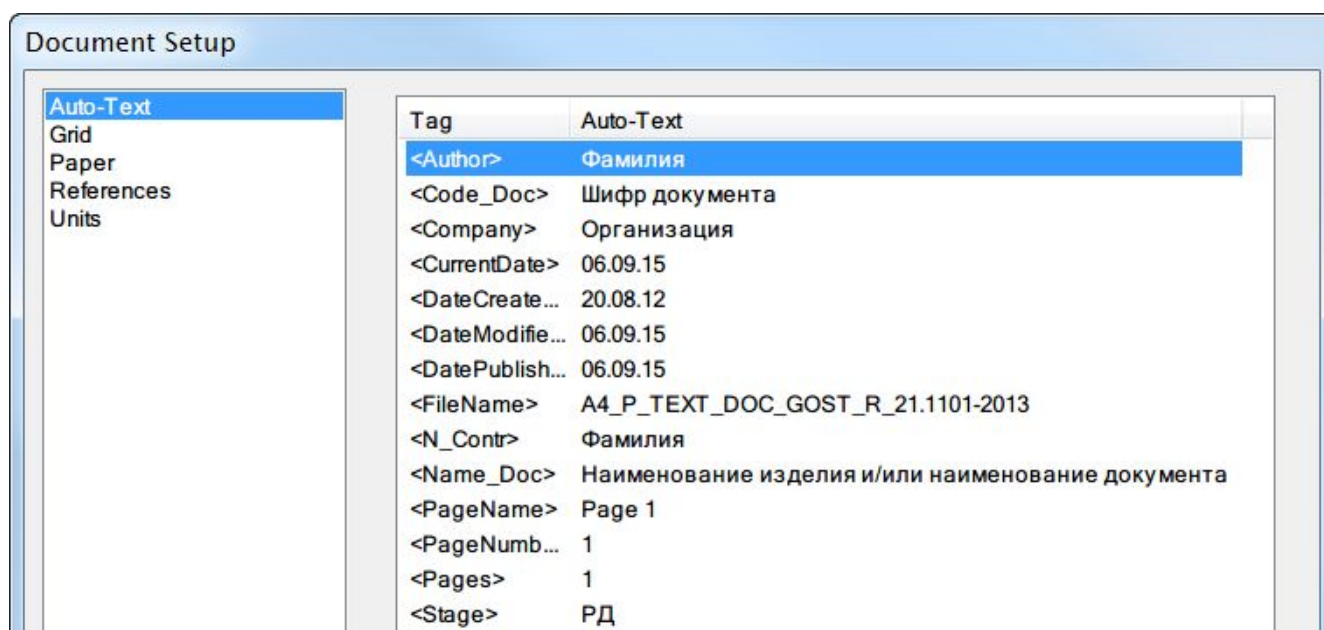 Document Setup
Auto-Text
Grid
Paper
References
Units
Tag Auto-Text
<Author> Фамилия
<Code_Doc> Шифр документа
<Company> Организация
<CurrentDate> 06.09.15
<DateCreate... 20.08.12
<DateModifie... 06.09.15
<DatePublish... 06.09.15
<FileName> A4_P_TEXT_DOC_GOST_R_21.1101-2013
<N_Contr> Фамилия
<Name_Doc> Наименование изделия и/или наименование документа
<PageName> Page 1
<PageNumb... 1
<Pages> 1
<Stage> РД